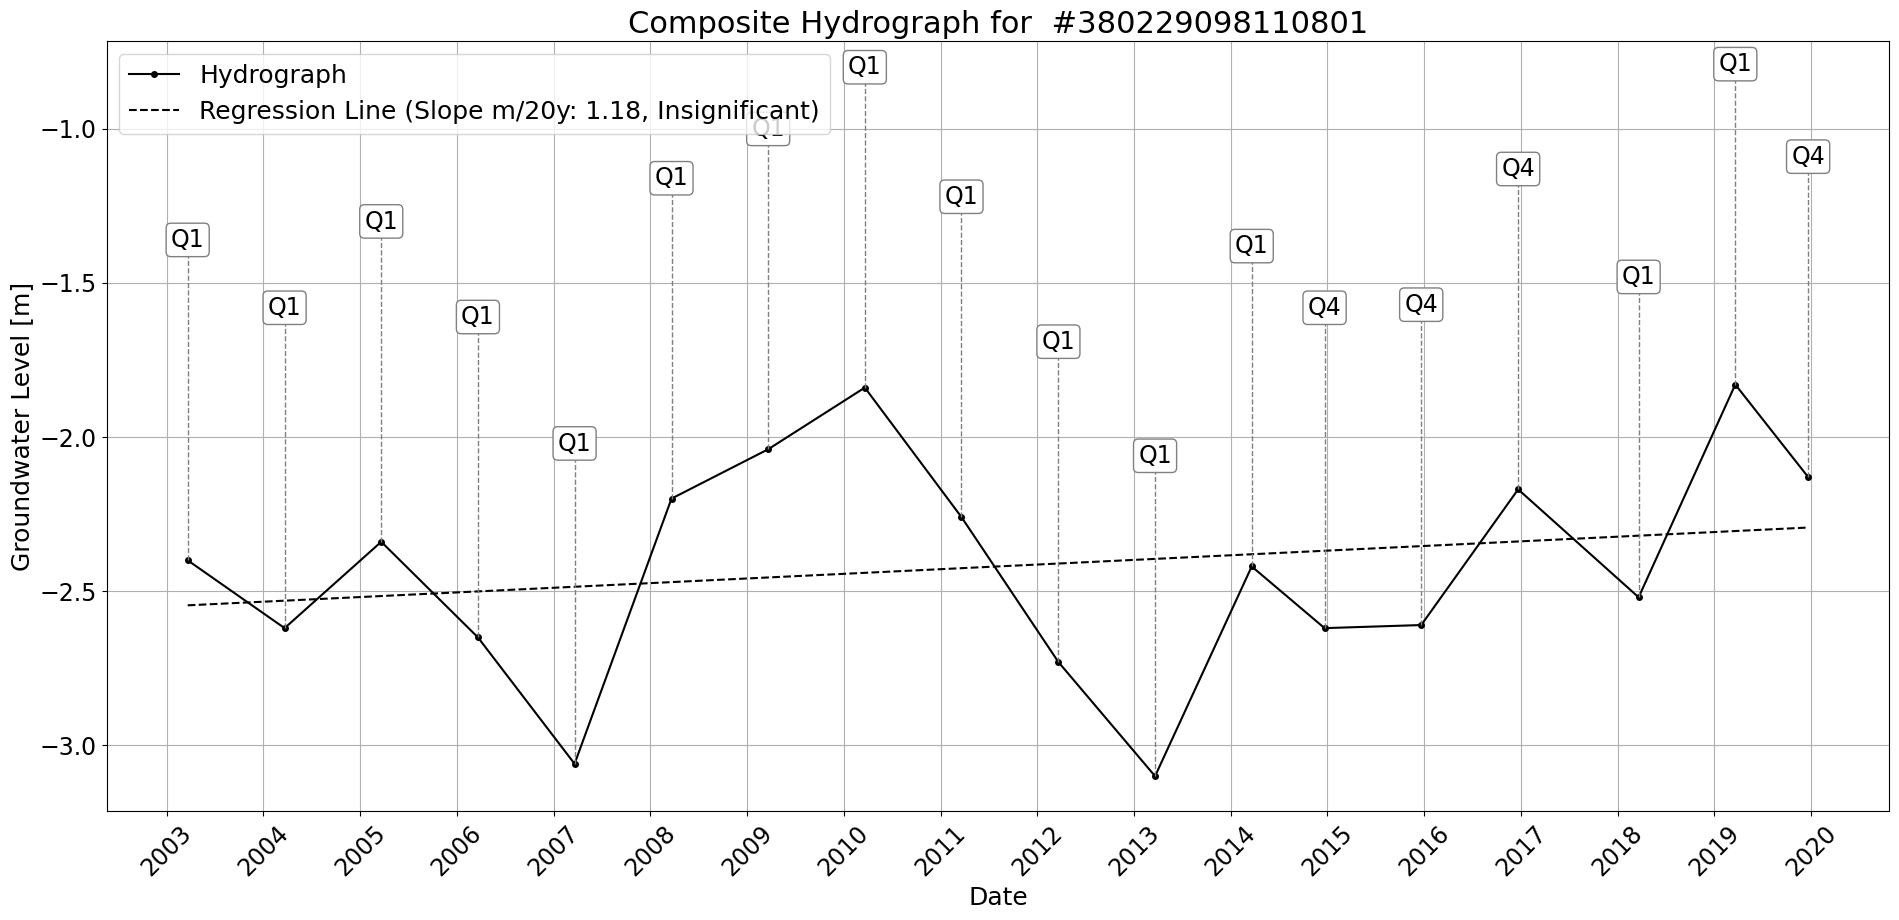 Composite Hydrograph for  #380229098110801
Hydrograph
Regression Line (Slope m/20y: 1.18, Insignificant)
Q1
Q1
Q1
Q1
Q1
Q1
Q1
Q1
Q1
Q1
Q1
Q1
Q4
Q4
Q4
Q1
Q1
Q4
Groundwater Level [m]
−1.0
−1.5
−2.0
−2.5
−3.0
2003
2004
2005
2006
2007
2008
2009
2010
2011
2012
2013
2014
2015
2016
2017
2018
2019
2020
Date